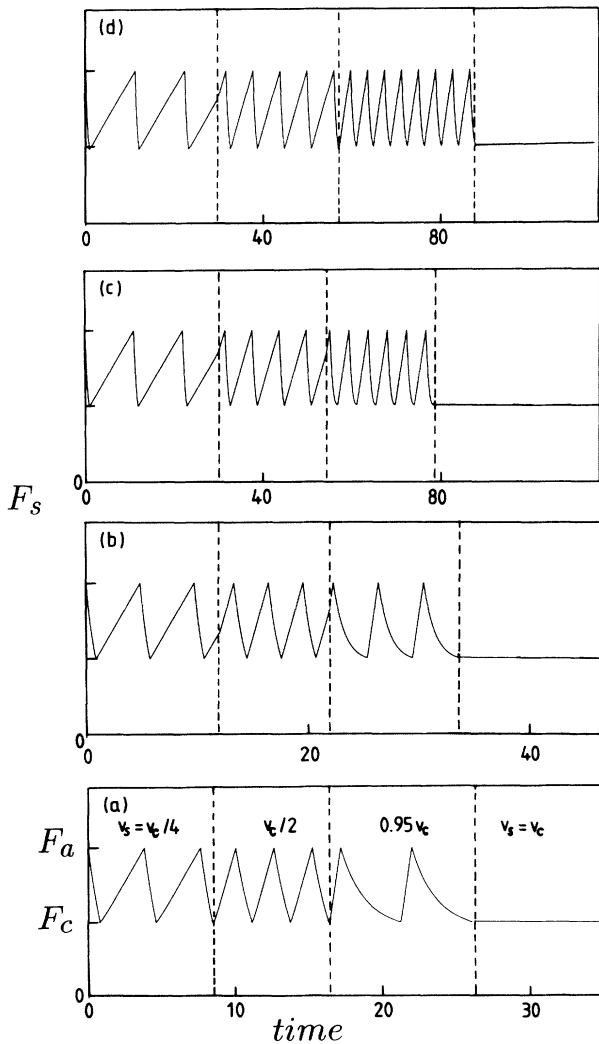 (d)
0 40 80
(c)
0
0 40 80
F_s
(b)
0
0 20 40
(a)
v_s = v_c/4 v_c/2 0.95 v_c v_s = v_c
F_a
F_c
0
0 10 20 30
time